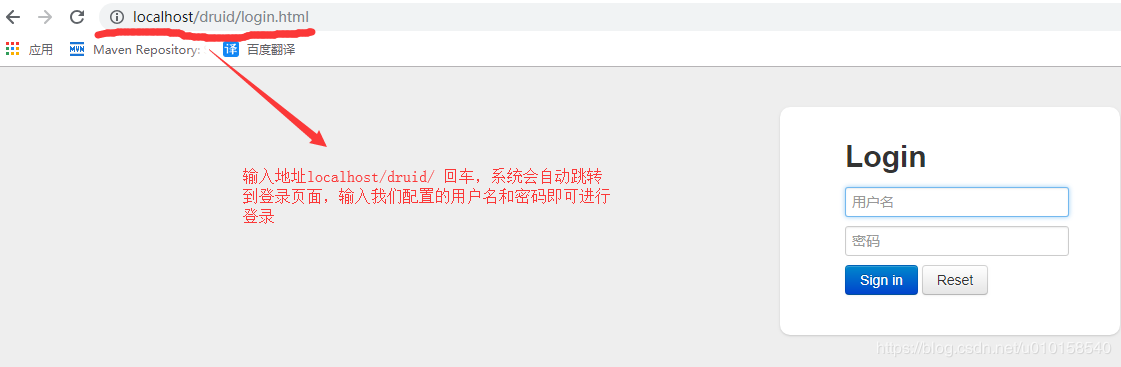 localhost/druid/login.html
应用 Maven Repository: 译 百度翻译
Login
输入地址localhost/druid/ 回车，系统会自动跳转
到登录页面，输入我们配置的用户名和密码即可进行
登录
用户名
密码
Sign in Reset
https://blog.csdn.net/u010158540